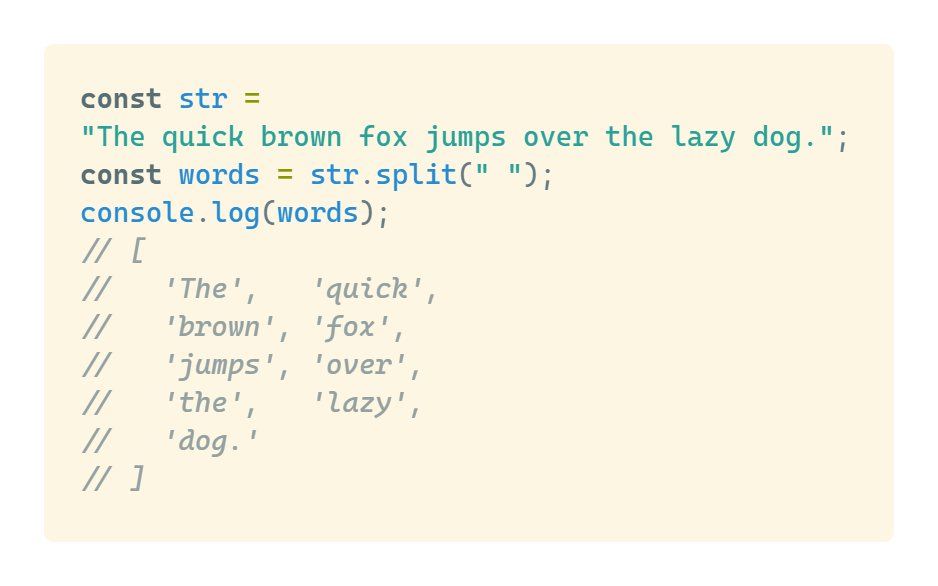 const str =
"The quick brown fox jumps over the lazy dog.";
const words = str.split(" ");
console.log(words);
// [
//   'The',   'quick',
//   'brown', 'fox',
//   'jumps', 'over',
//   'the',   'lazy',
//   'dog.'
// ]